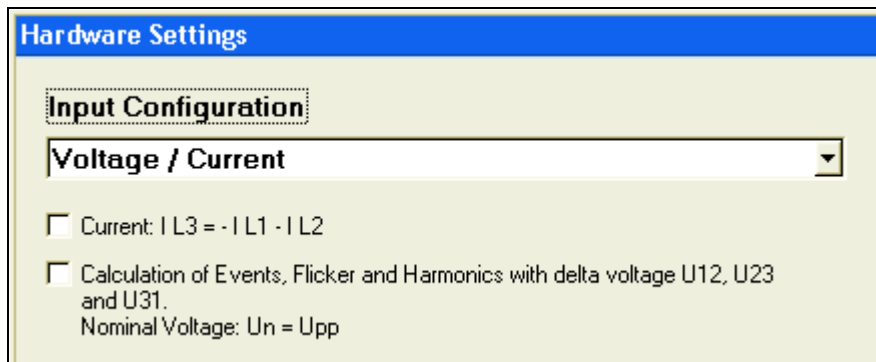 Hardware Settings
Input Configuration
Voltage / Current
Current: I L3 = - I L1 - I L2
Calculation of Events, Flicker and Harmonics with delta voltage U12, U23
and U31.
Nominal Voltage: Un = Upp